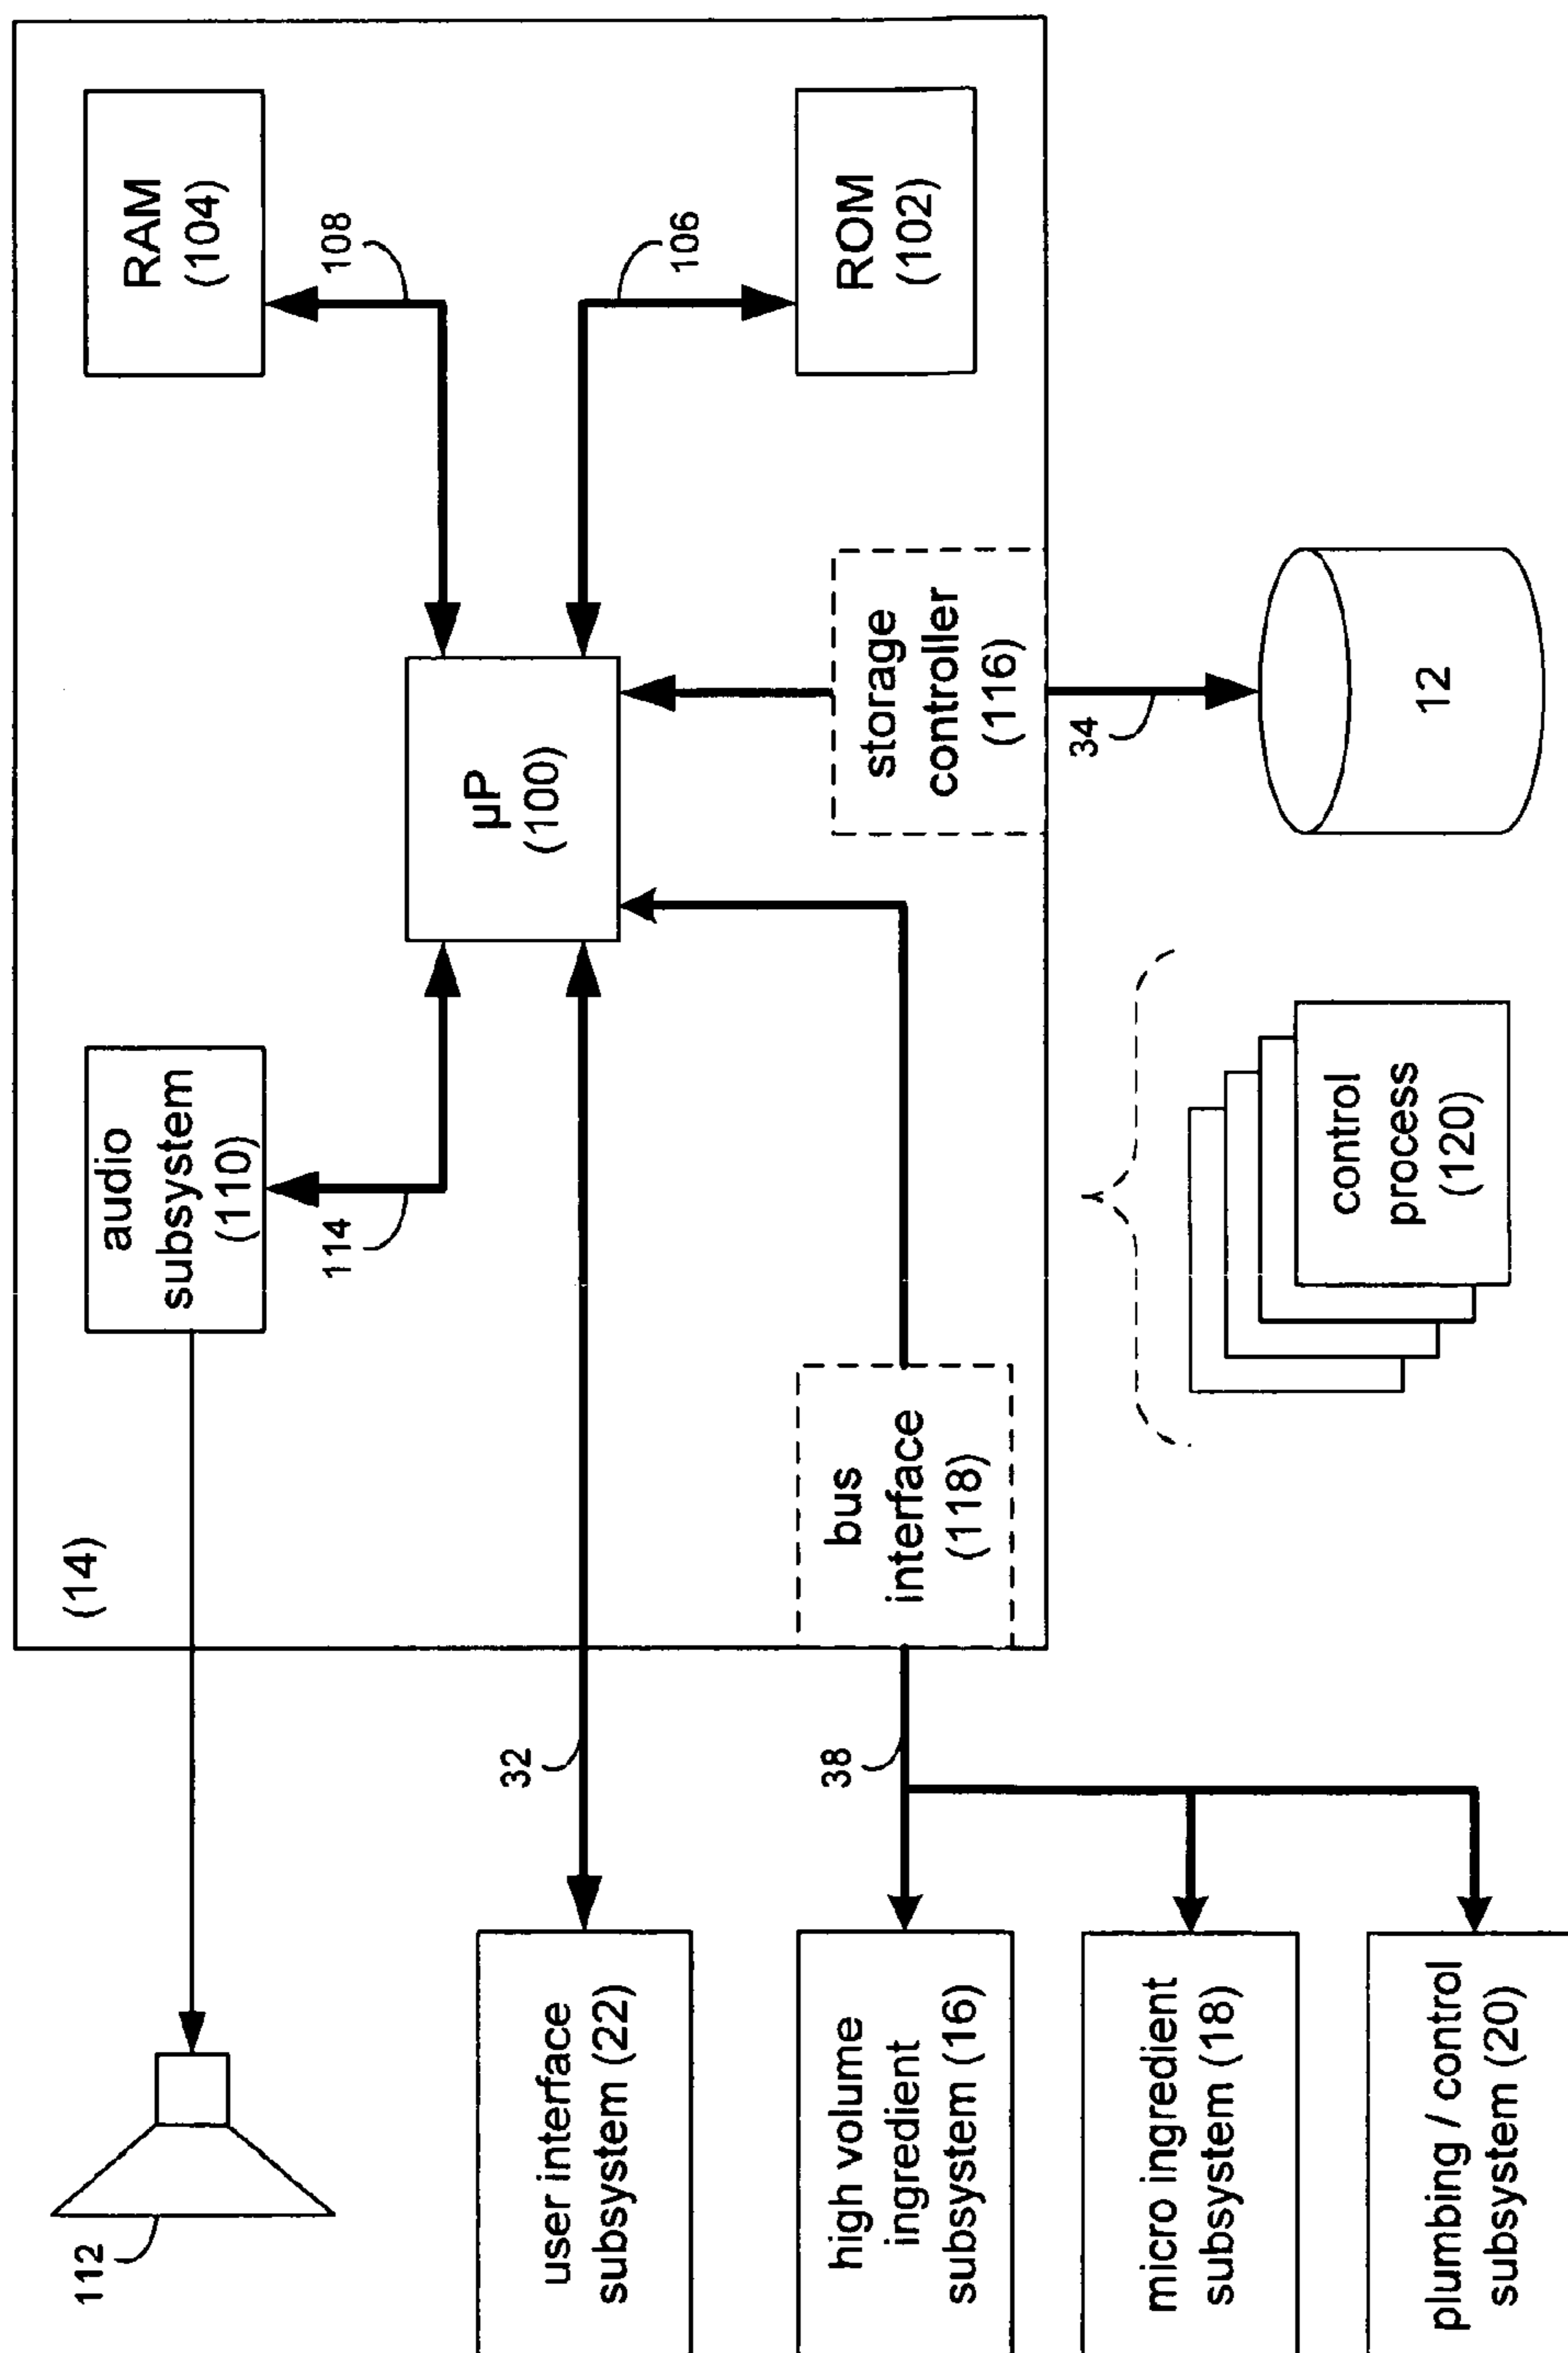 (14)
RAM
(104)
108
ROM
(102)
106
µP
(100)
storage
controller
(116)
34
12
audio
subsystem
(110)
114
bus
interface
(118)
control
process
(120)
32
38
112
user interface
subsystem (22)
high volume
ingredient
subsystem (16)
micro ingredient
subsystem (18)
plumbing / control
subsystem (20)